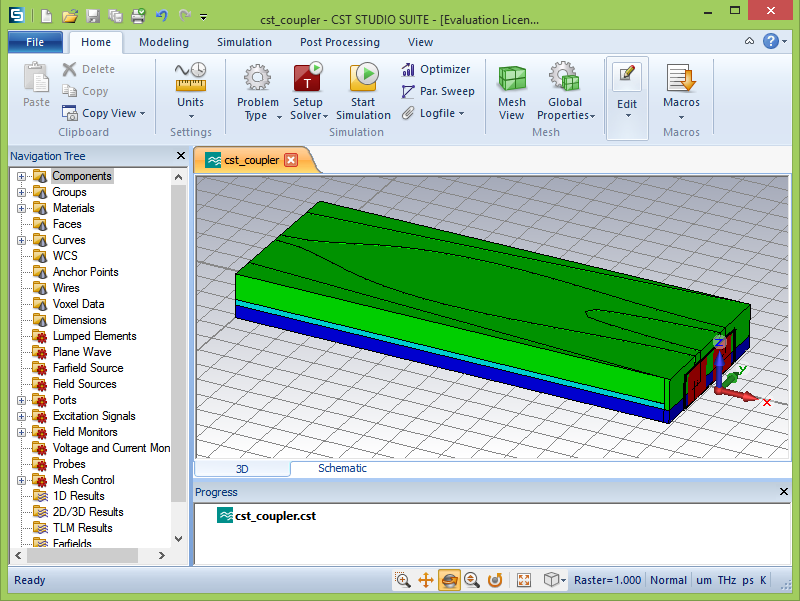 cst_coupler - CST STUDIO SUITE - [Evaluation Licen...
File Home Modeling Simulation Post Processing View
Paste
Delete
Copy
Copy View
Clipboard
Units
Settings
Problem Type
Setup Solver
Start Simulation
Optimizer
Par. Sweep
Logfile
Simulation
Mesh View
Global Properties
Mesh
Edit
Macros
Macros
Navigation Tree
Components
Groups
Materials
Faces
Curves
WCS
Anchor Points
Wires
Voxel Data
Dimensions
Lumped Elements
Plane Wave
Farfield Source
Field Sources
Ports
Excitation Signals
Field Monitors
Voltage and Current Mon
Probes
Mesh Control
1D Results
2D/3D Results
TLM Results
Farfields
cst_coupler
z
y
x
3D Schematic
Progress
cst_coupler.cst
Ready
Raster=1.000 Normal um THz ps K